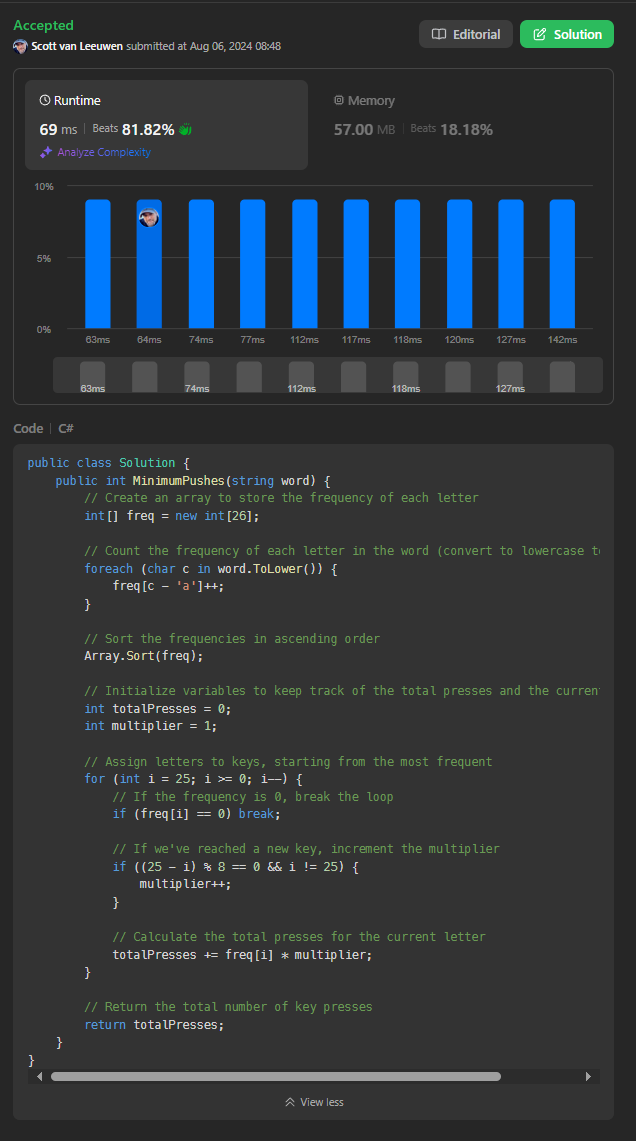 Accepted
Scott van Leeuwen submitted at Aug 06, 2024 08:48
Editorial
Solution
Runtime
69 ms | Beats 81.82%
Analyze Complexity
Memory
57.00 MB | Beats 18.18%
10%
5%
0%
63ms 64ms 74ms 77ms 112ms 117ms 118ms 120ms 127ms 142ms
63ms 74ms 112ms 118ms 127ms
Code | C#
public class Solution {
    public int MinimumPushes(string word) {
        // Create an array to store the frequency of each letter
        int[] freq = new int[26];

        // Count the frequency of each letter in the word (convert to lowercase t
        foreach (char c in word.ToLower()) {
            freq[c - 'a']++;
        }

        // Sort the frequencies in ascending order
        Array.Sort(freq);

        // Initialize variables to keep track of the total presses and the current
        int totalPresses = 0;
        int multiplier = 1;

        // Assign letters to keys, starting from the most frequent
        for (int i = 25; i >= 0; i--) {
            // If the frequency is 0, break the loop
            if (freq[i] == 0) break;

            // If we've reached a new key, increment the multiplier
            if ((25 - i) % 8 == 0 && i != 25) {
                multiplier++;
            }

            // Calculate the total presses for the current letter
            totalPresses += freq[i] * multiplier;
        }

        // Return the total number of key presses
        return totalPresses;
    }
}
View less